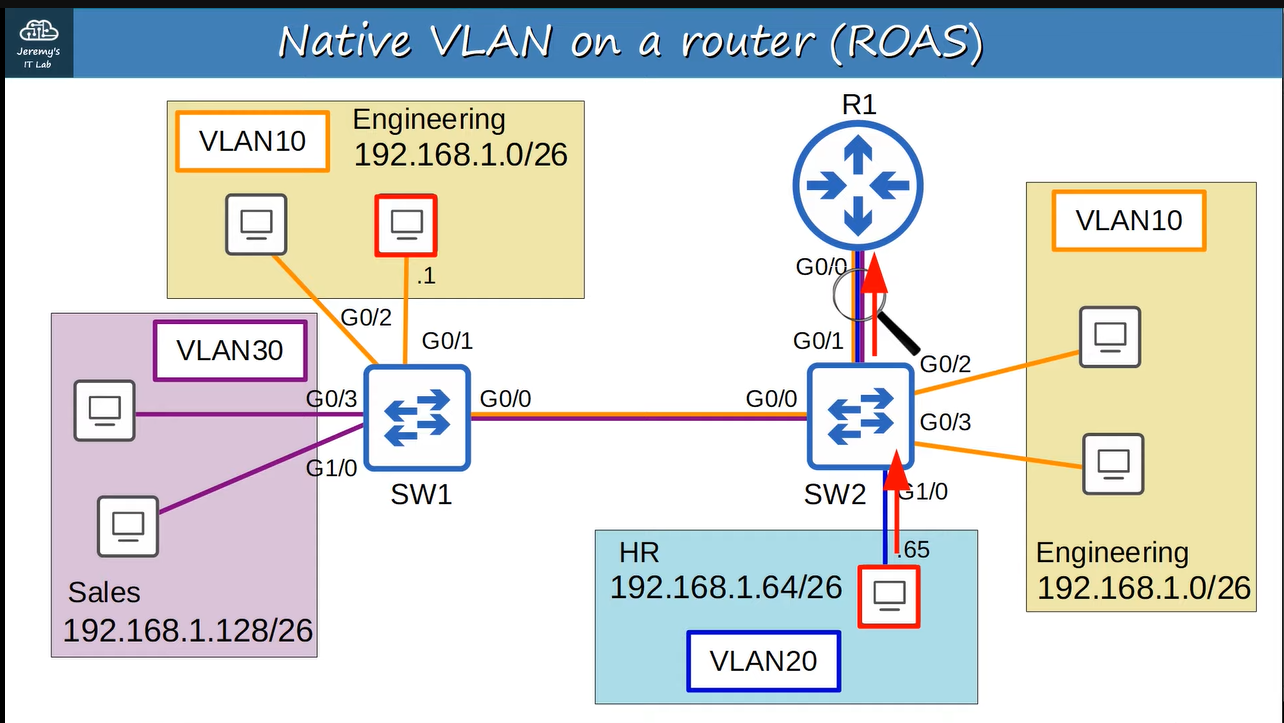 Jeremy's
IT Lab
Native VLAN on a router (ROAS)
VLAN10
Engineering
192.168.1.0/26
.1
G0/2
G0/1
VLAN30
G0/3
G1/0
Sales
192.168.1.128/26
SW1
G0/0
G0/0
R1
G0/0
G0/1
SW2
G0/2
G0/3
G1/0
.65
HR
192.168.1.64/26
VLAN20
VLAN10
Engineering
192.168.1.0/26